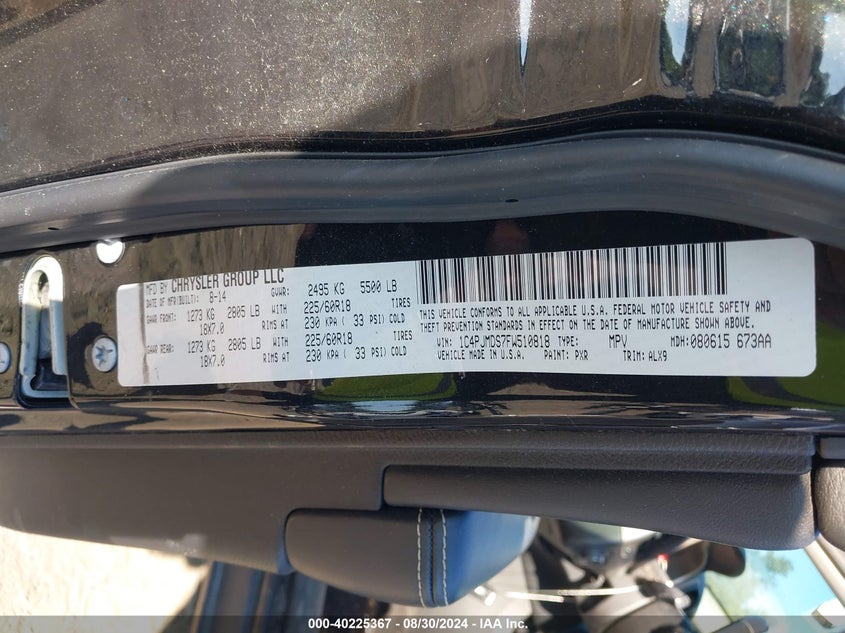 MFD BY CHRYSLER GROUP LLC
DATE OF MFR(BUILT): 8-14 GVWR: 2495 KG 5500 LB
GAWR FRONT: 1273 KG 2805 LB WITH 225/60R18 TIRES
18X7.0 RIMS AT 230 KPA ( 33 PSI) COLD
GAWR REAR: 1273 KG 2805 LB WITH 225/60R18 TIRES
18X7.0 RIMS AT 230 KPA ( 33 PSI) COLD
THIS VEHICLE CONFORMS TO ALL APPLICABLE U.S.A. FEDERAL MOTOR VEHICLE SAFETY AND
THEFT PREVENTION STANDARDS IN EFFECT ON THE DATE OF MANUFACTURE SHOWN ABOVE.
VIN: 1C4PJMDS7FW510818 TYPE: MPV MDH: 080615 673AA
VEHICLE MADE IN U.S.A. PAINT: PXR TRIM: ALX9
000-40225367 - 08/30/2024 - IAA Inc.